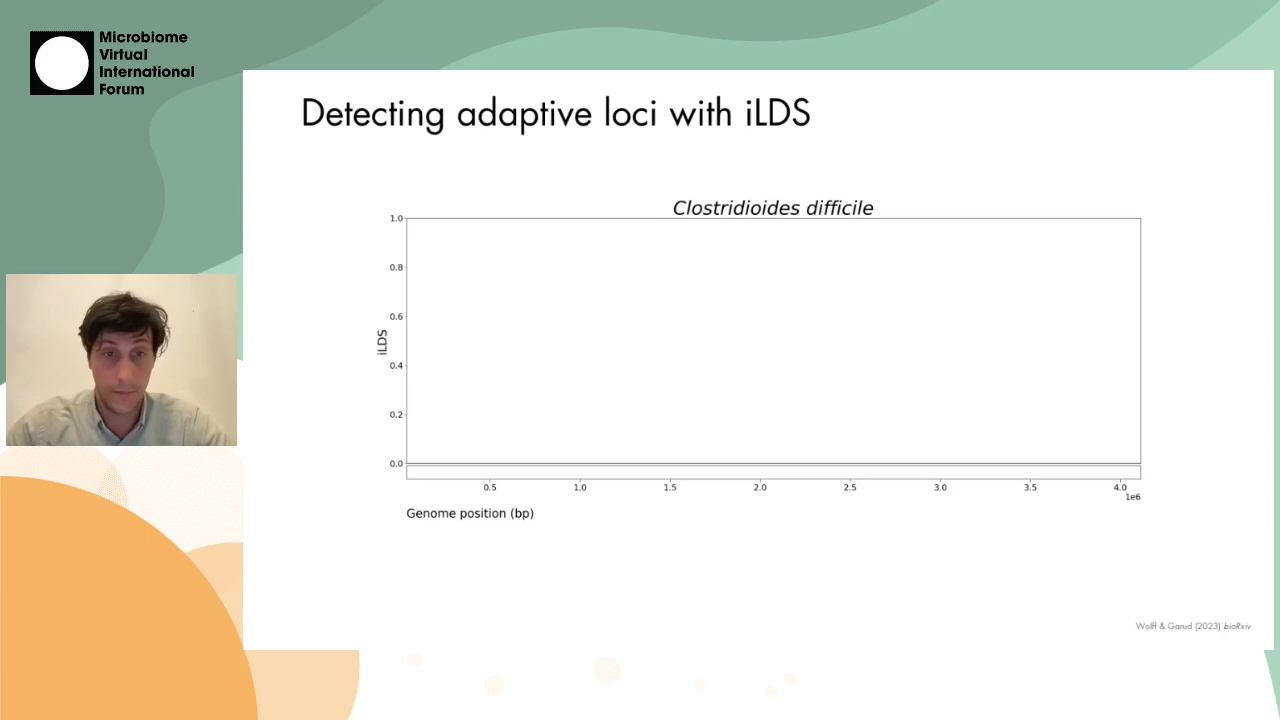 Microbiome
Virtual
International
Forum
Detecting adaptive loci with iLDS
Clostridioides difficile
1.0
0.8
0.6
0.4
0.2
0.0
iLDS
0.5 1.0 1.5 2.0 2.5 3.0 3.5 4.0
1e6
Genome position (bp)
Wolff & Garud (2023) bioRxiv